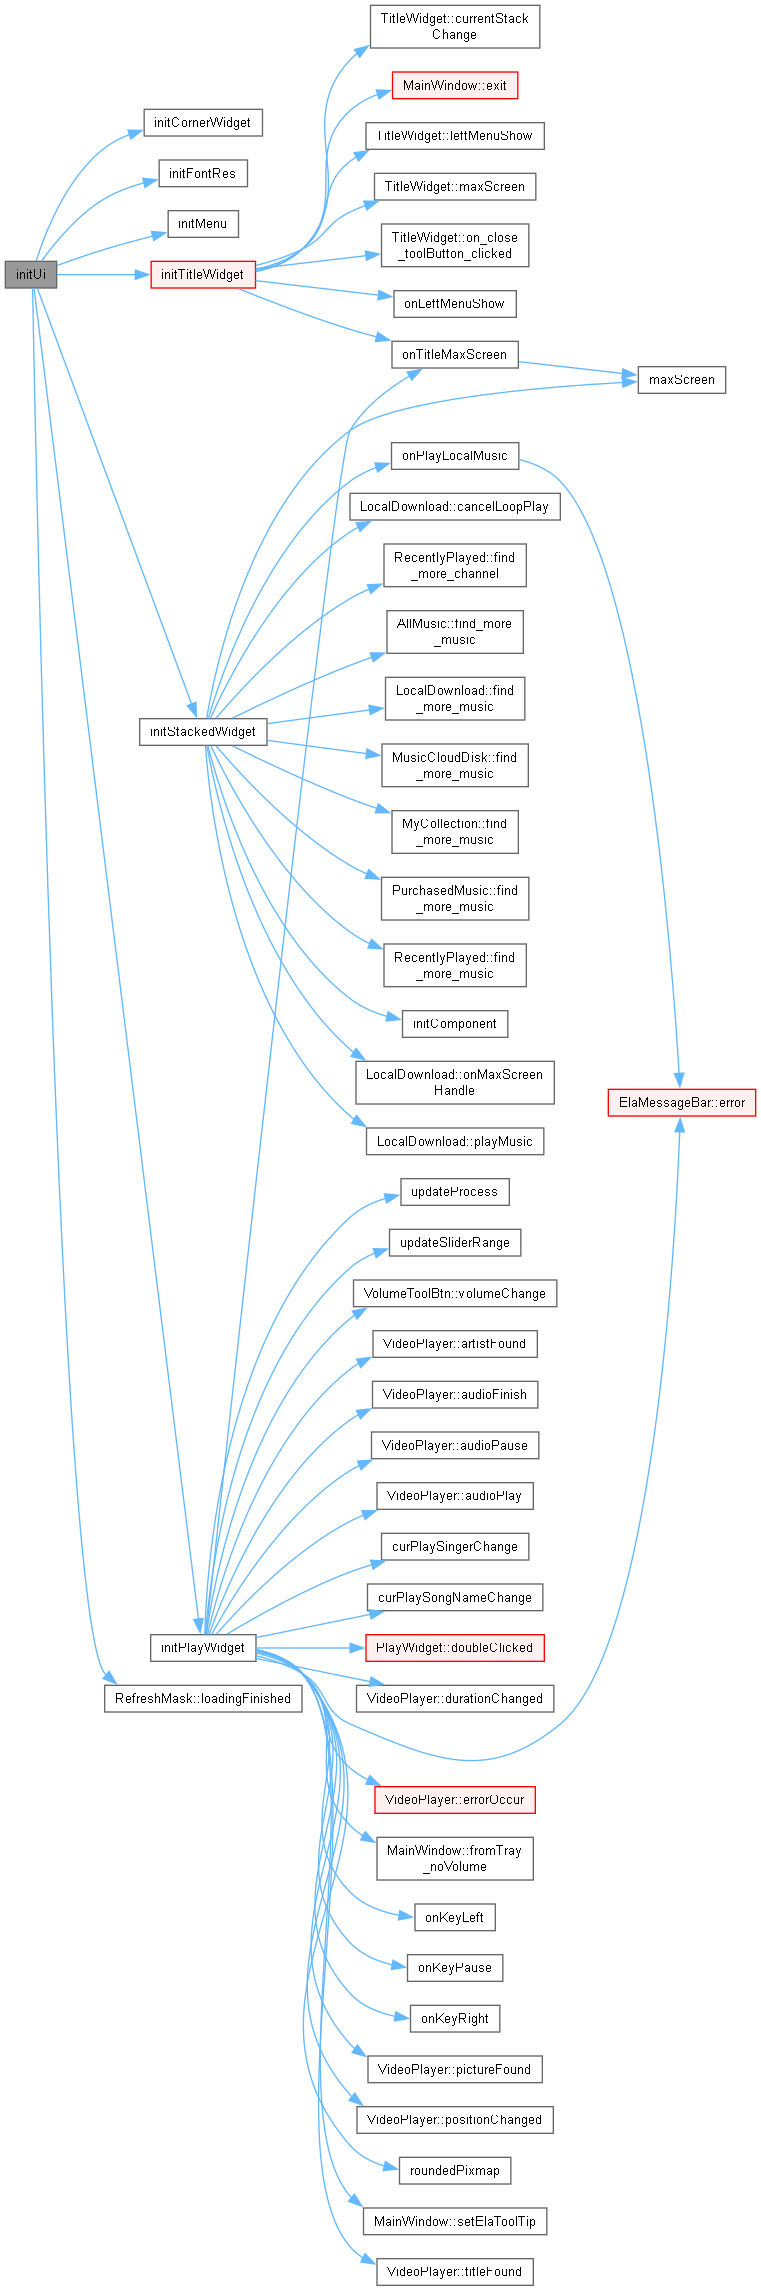 TitleWidget::currentStack
Change
MainWindow::exit
initCornerWidget
TitleWidget::leftMenuShow
initFontRes
TitleWidget::maxScreen
initMenu
TitleWidget::on_close
_toolButton_clicked
initUi
initTitleWidget
onLeftMenuShow
onTitleMaxScreen
maxScreen
onPlayLocalMusic
LocalDownload::cancelLoopPlay
RecentlyPlayed::find
_more_channel
AllMusic::find_more
_music
LocalDownload::find
_more_music
initStackedWidget
MusicCloudDisk::find
_more_music
MyCollection::find
_more_music
PurchasedMusic::find
_more_music
RecentlyPlayed::find
_more_music
initComponent
LocalDownload::onMaxScreen
Handle
ElaMessageBar::error
LocalDownload::playMusic
updateProcess
updateSliderRange
VolumeToolBtn::volumeChange
VideoPlayer::artistFound
VideoPlayer::audioFinish
VideoPlayer::audioPause
VideoPlayer::audioPlay
curPlaySingerChange
curPlaySongNameChange
initPlayWidget
PlayWidget::doubleClicked
RefreshMask::loadingFinished
VideoPlayer::durationChanged
VideoPlayer::errorOccur
MainWindow::fromTray
_noVolume
onKeyLeft
onKeyPause
onKeyRight
VideoPlayer::pictureFound
VideoPlayer::positionChanged
roundedPixmap
MainWindow::setElaToolTip
VideoPlayer::titleFound